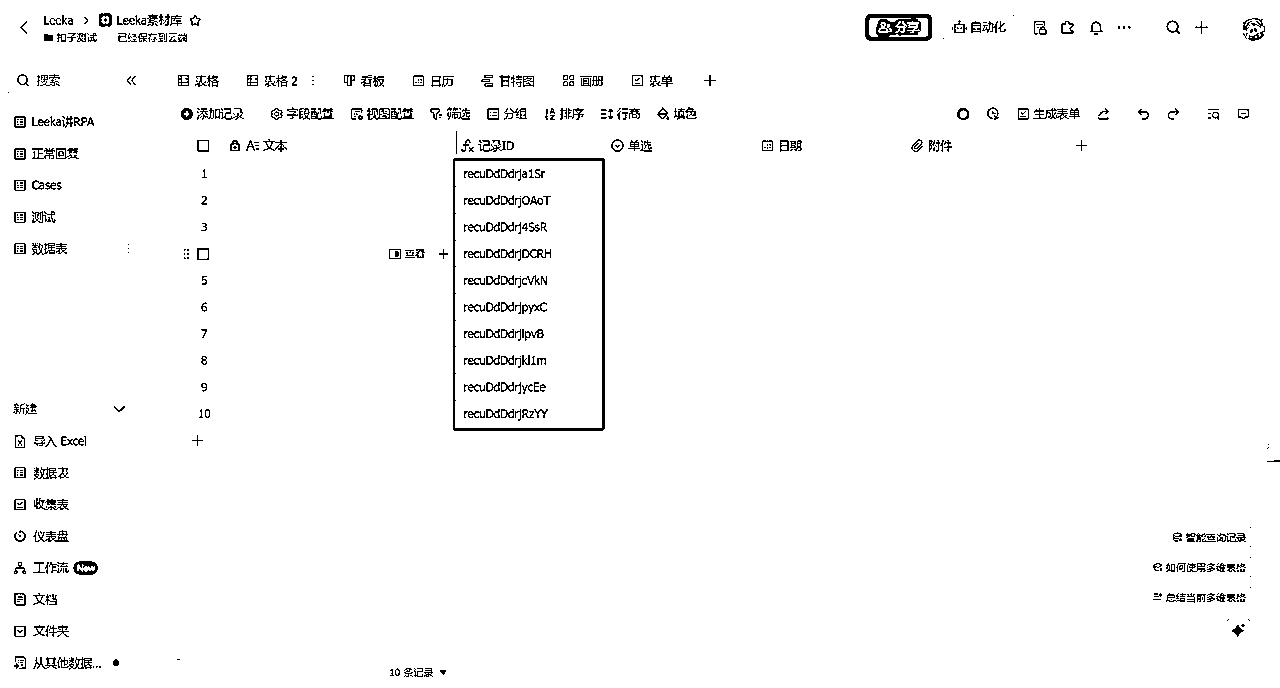 Leeka > Leeka素材库
扣子测试 已经保存到云端
分享 自动化
搜索
表格 表格 2 看板 日历 甘特图 画册 表单
添加记录 字段配置 视图配置 筛选 分组 排序 行高 填色 生成表单
Leeka讲RPA
正常回复
Cases
测试
数据表
文本 记录ID 单选 日期 附件
1 recuDdDdrja1Sr
2 recuDdDdrjOAoT
3 recuDdDdrj4SsR
查看 recuDdDdrjDCRH
5 recuDdDdrjcVkN
6 recuDdDdrjpyxC
7
8
9 recuDdDdrjycEe
10 recuDdDdrjRzYY
新建
导入 Excel
数据表
收集表
仪表盘
工作流 New
文档
文件夹
从其他数据...
智能查询记录
如何使用多维表格
总结当前多维表格
10 条记录